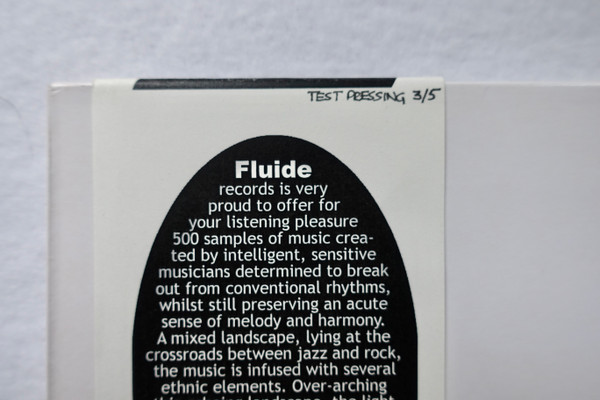 TEST PRESSING 3/5
Fluide
records is very
proud to offer for
your listening pleasure
500 samples of music crea-
ted by intelligent, sensitive
musicians determined to break
out from conventional rhythms,
whilst still preserving an acute
sense of melody and harmony.
A mixed landscape, lying at the
crossroads between jazz and rock,
the music is infused with several
ethnic elements. Over-arching